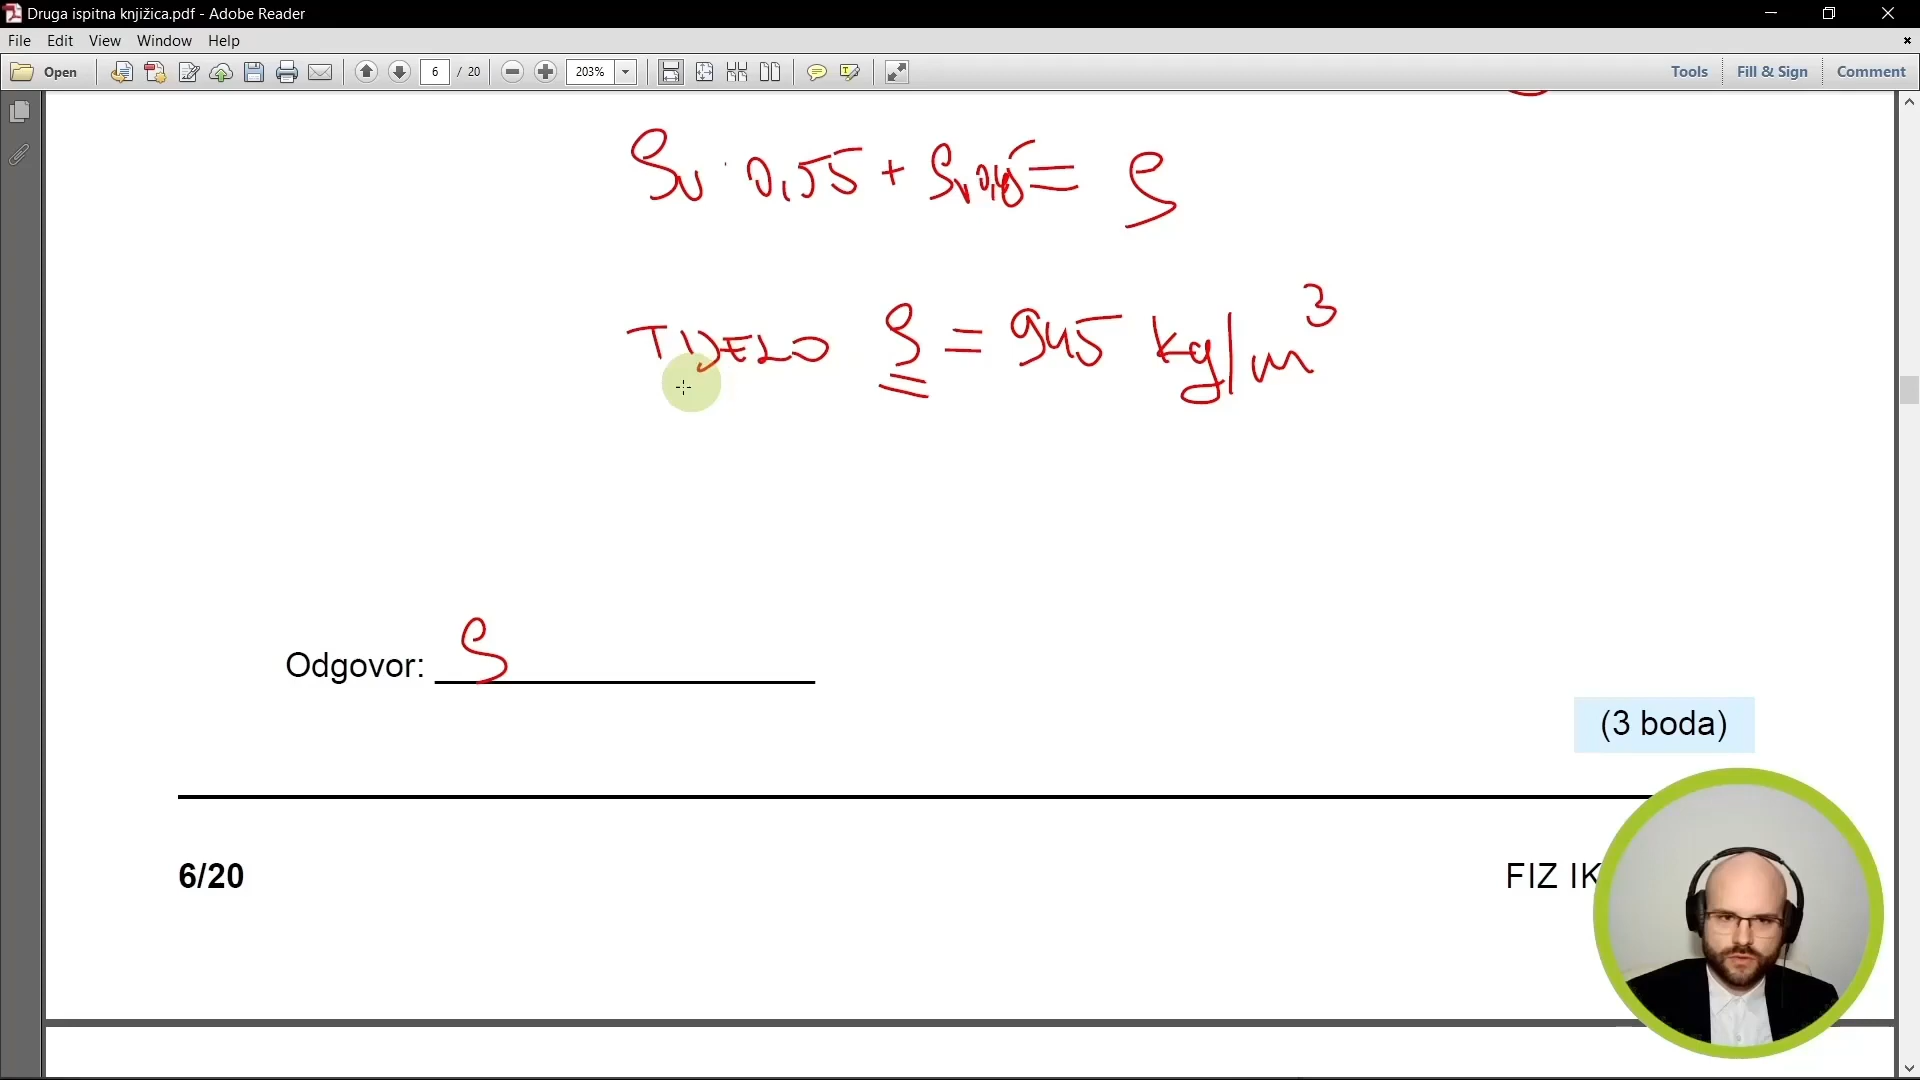 Druga ispitna knjižica.pdf - Adobe Reader
File Edit View Window Help
Open 6 / 20 203% Tools Fill & Sign Comment
ρv · 0,55 + ρv 0,45 = ρ
TIJELO ρ = 945 kg/m³
Odgovor: ρ
(3 boda)
6/20
FIZ IK